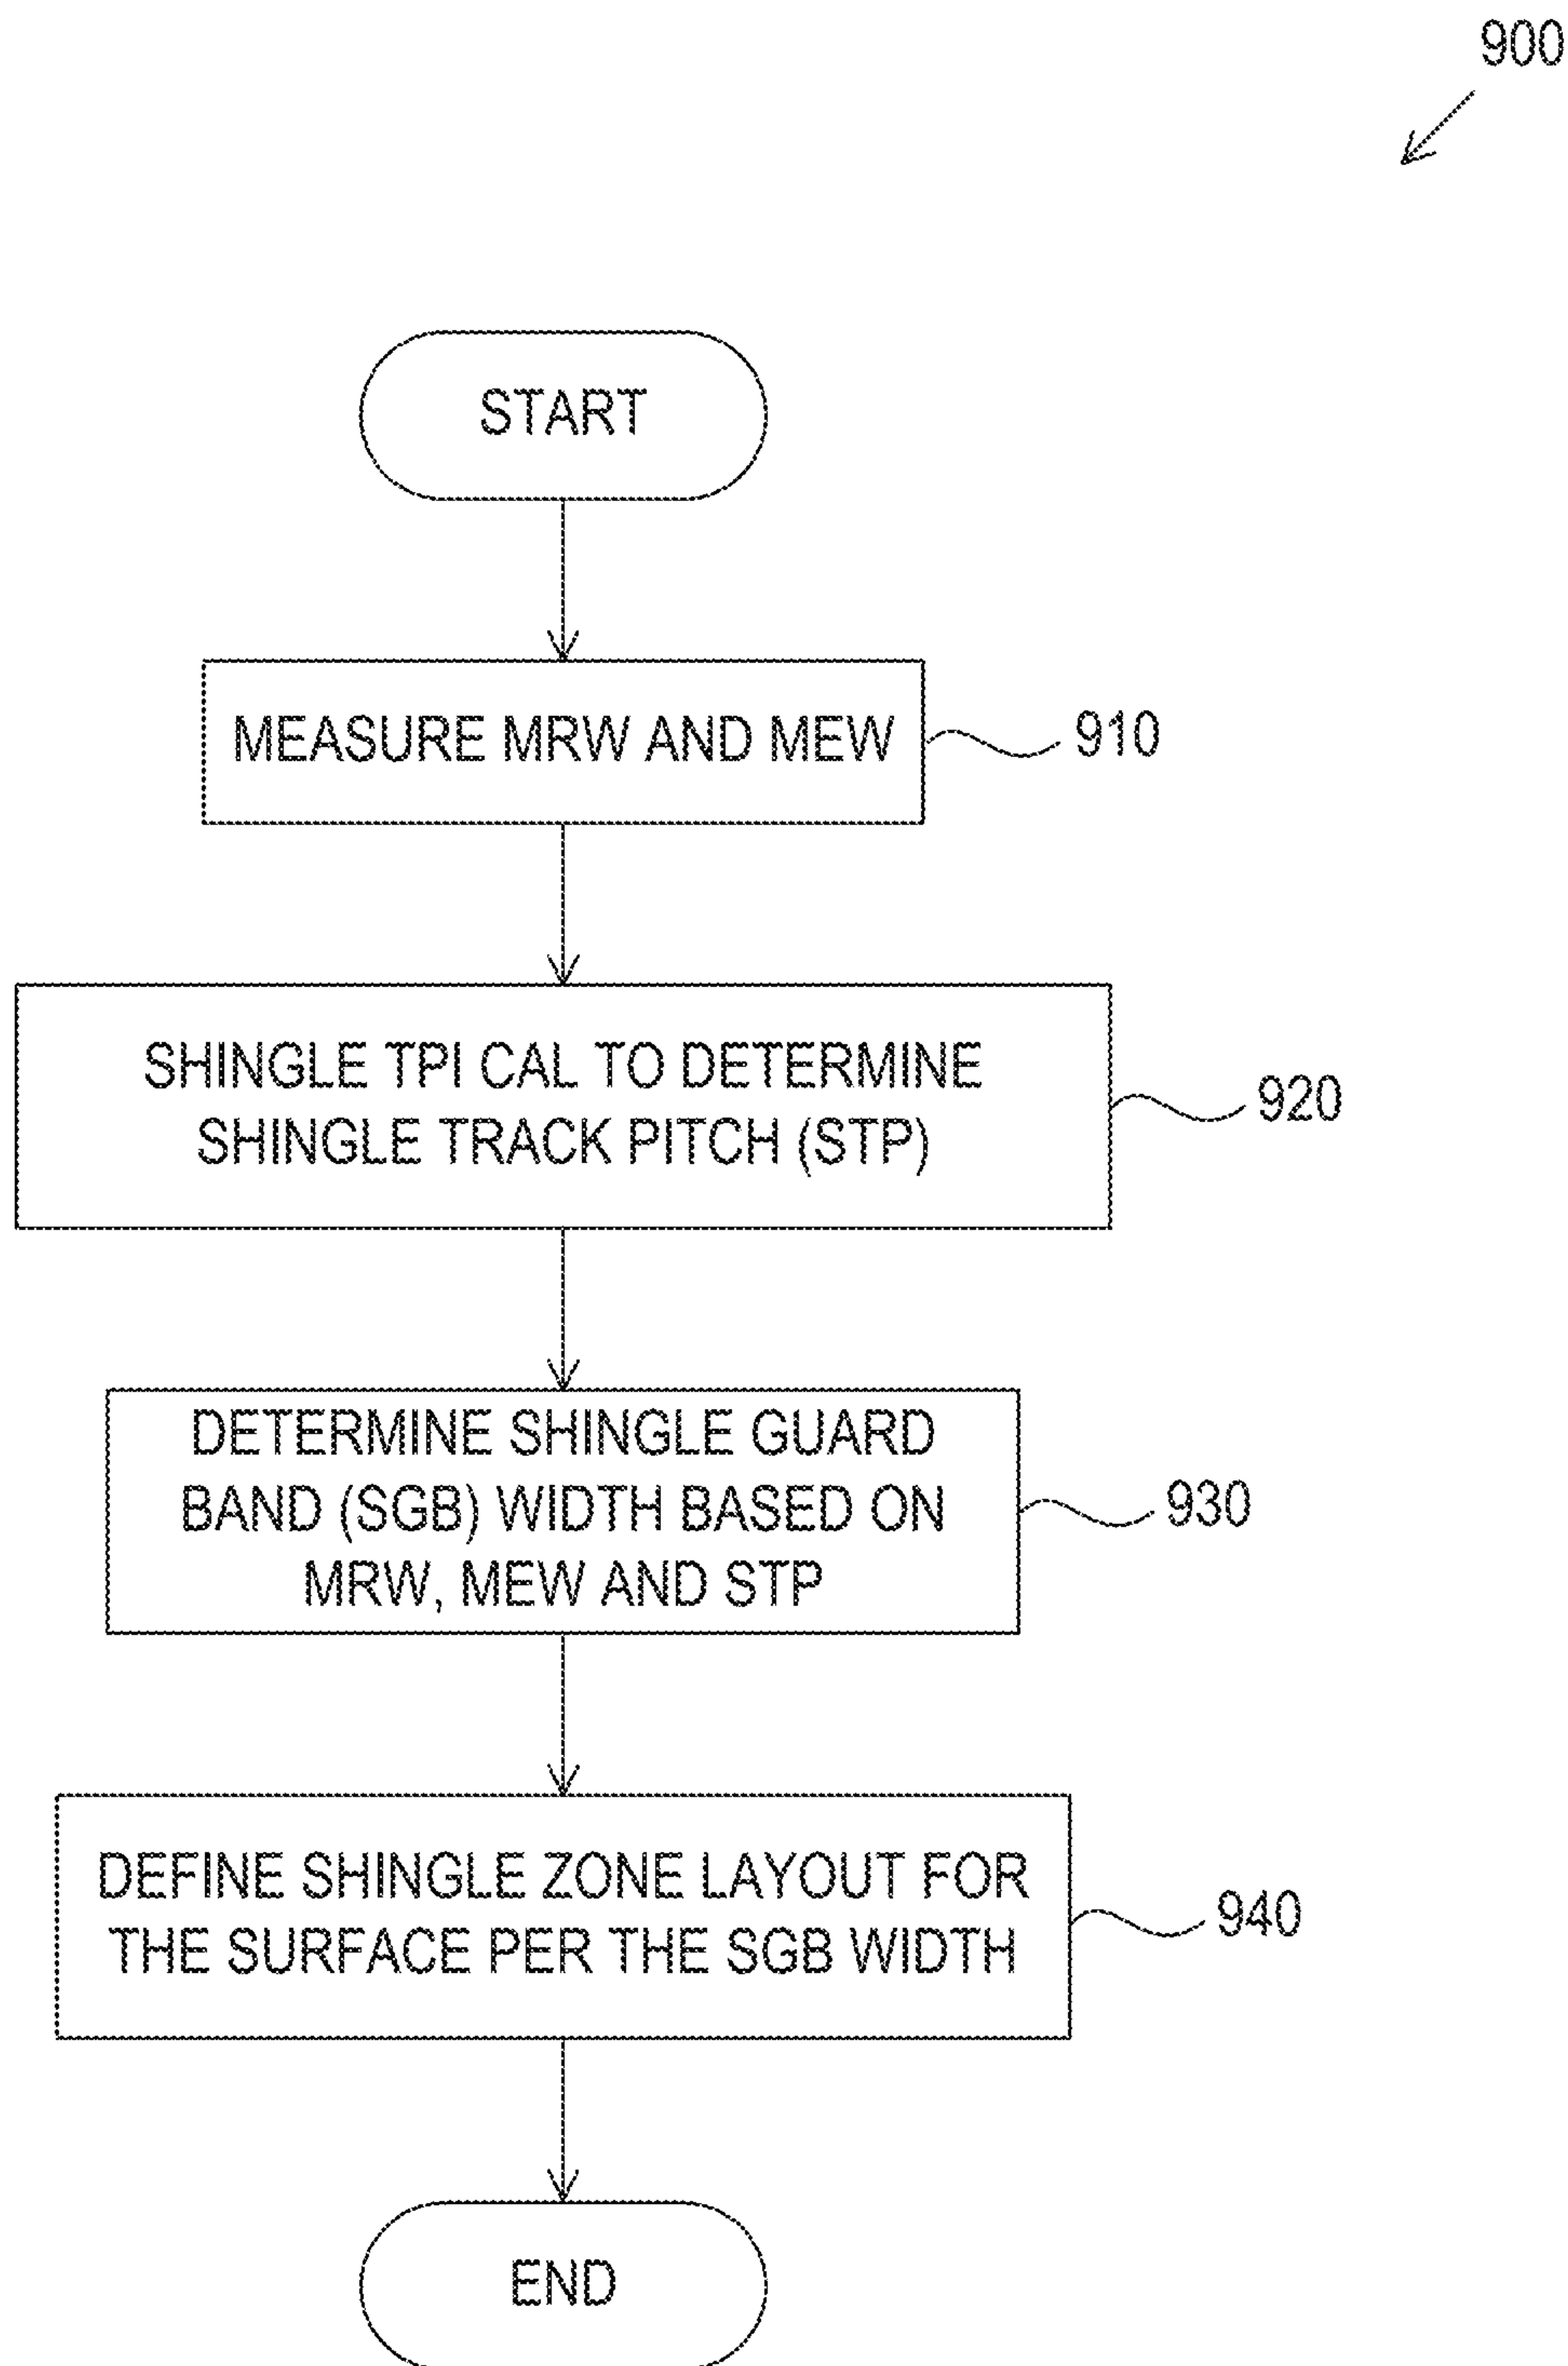 900
START
MEASURE MRW AND MEW
910
SHINGLE TPI CAL TO DETERMINE
SHINGLE TRACK PITCH (STP)
920
DETERMINE SHINGLE GUARD
BAND (SGB) WIDTH BASED ON
MRW, MEW AND STP
930
DEFINE SHINGLE ZONE LAYOUT FOR
THE SURFACE PER THE SGB WIDTH
940
END